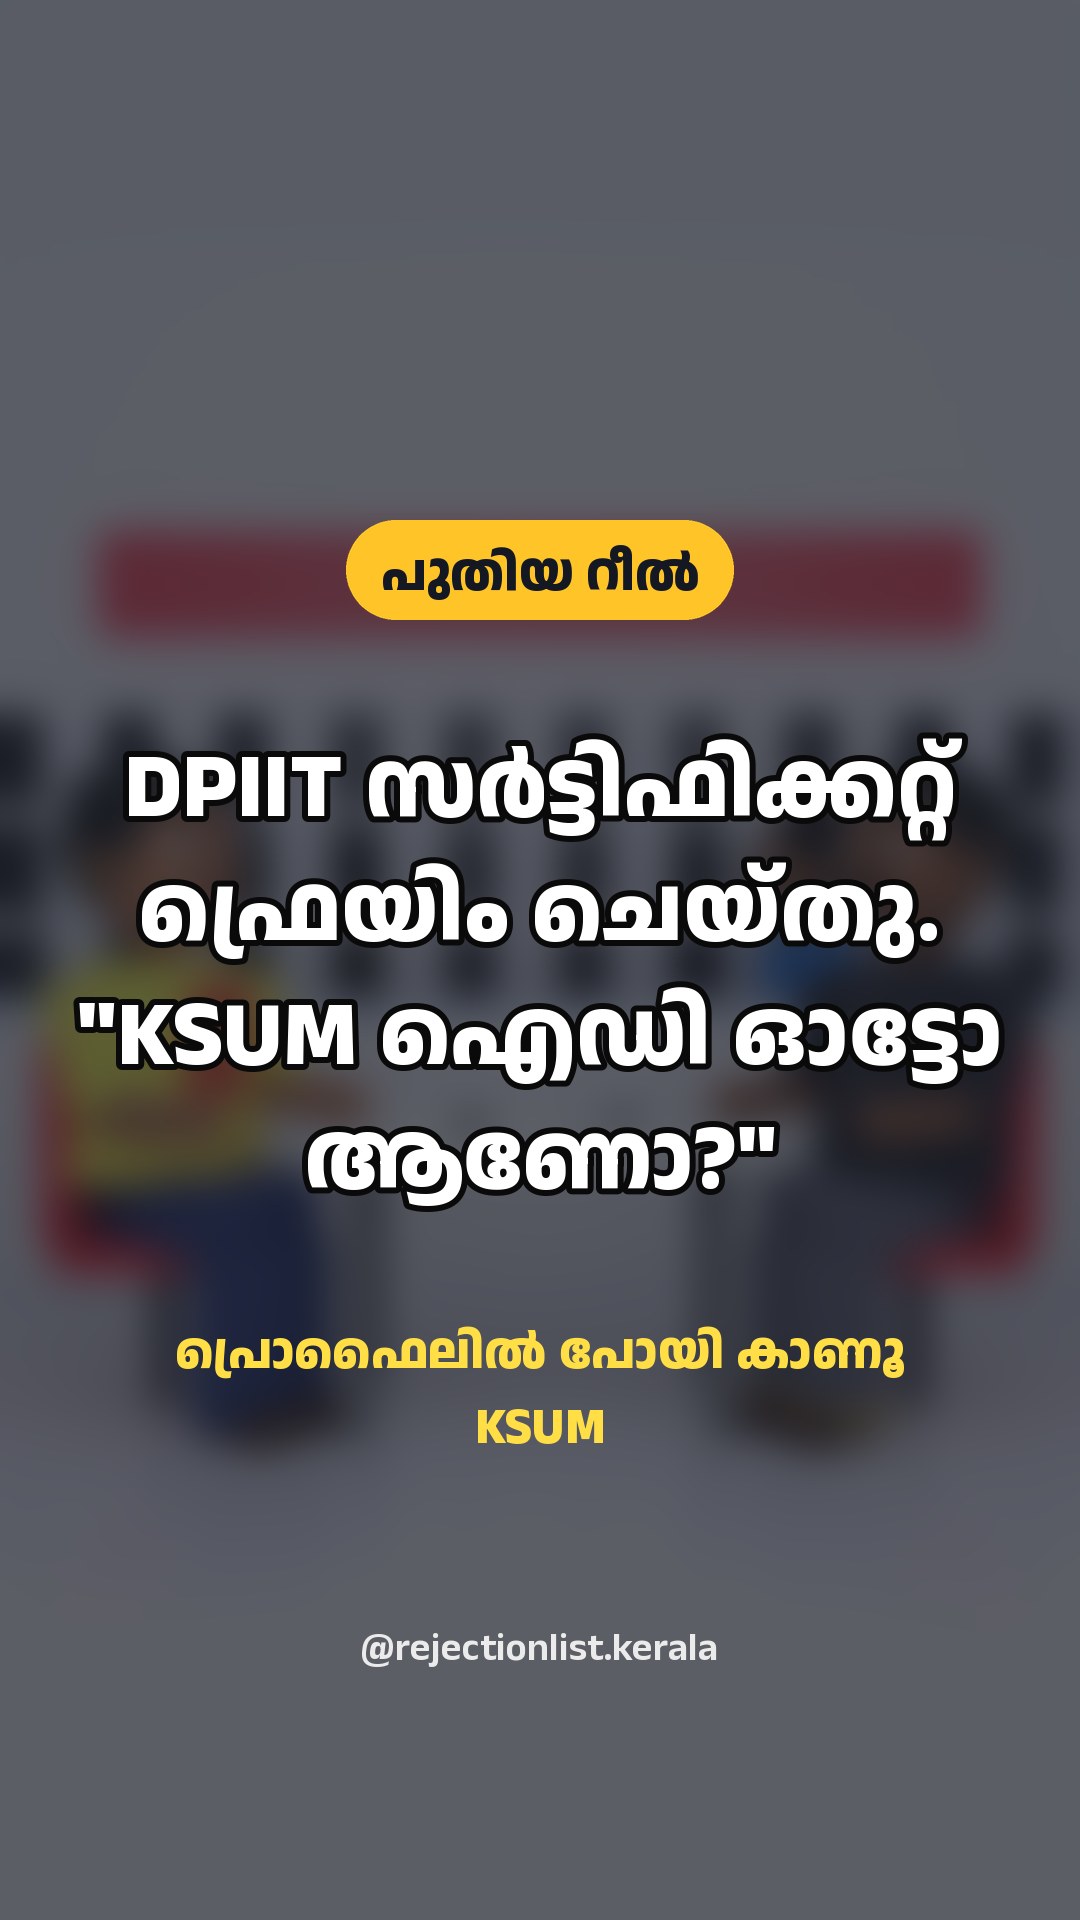 പുതിയ റീൽ
DPIIT സർട്ടിഫിക്കറ്റ്
ഫ്രെയിം ചെയ്തു.
"KSUM ഐഡി ഓട്ടോ
ആണോ?"
പ്രൊഫൈലിൽ പോയി കാണൂ
KSUM
@rejectionlist.kerala